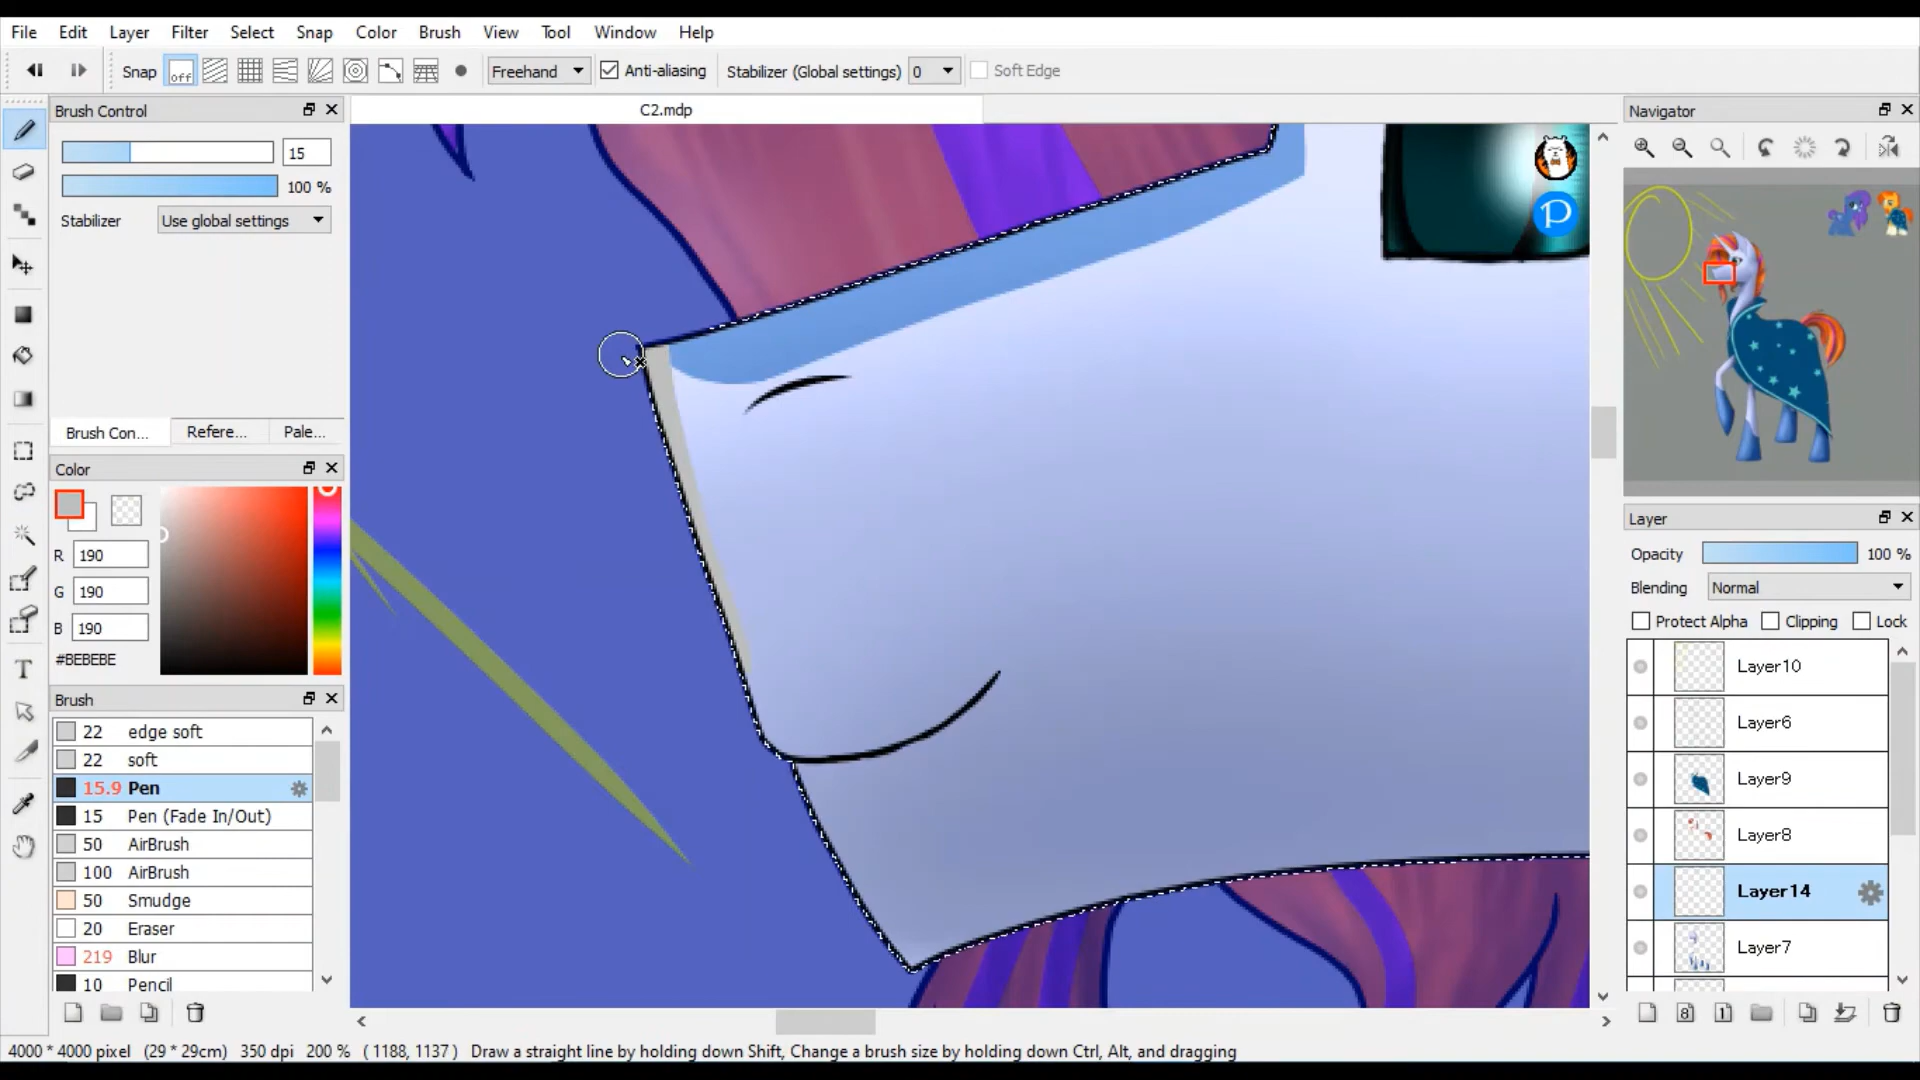 File Edit Layer Filter Select Snap Color Brush View Tool Window Help
Snap off Freehand Anti-aliasing Stabilizer (Global settings) 0 Soft Edge
Brush Control
C2.mdp
Navigator
15
100 %
Stabilizer Use global settings
Brush Con... Refere... Pale...
Color
R 190
G 190
B 190
#BEBEBE
Brush
22 edge soft
22 soft
15.9 Pen
15 Pen (Fade In/Out)
50 AirBrush
100 AirBrush
50 Smudge
20 Eraser
219 Blur
10 Pencil
Layer
Opacity 100 %
Blending Normal
Protect Alpha Clipping Lock
Layer10
Layer6
Layer9
Layer8
Layer14
Layer7
4000 * 4000 pixel (29 * 29cm) 350 dpi 200 % ( 1188, 1137 ) Draw a straight line by holding down Shift, Change a brush size by holding down Ctrl, Alt, and dragging